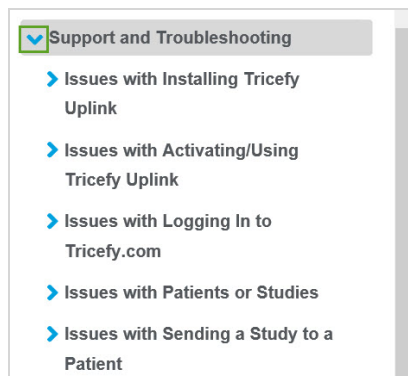 Support and Troubleshooting
Issues with Installing Tricefy
Uplink
Issues with Activating/Using
Tricefy Uplink
Issues with Logging In to
Tricefy.com
Issues with Patients or Studies
Issues with Sending a Study to a
Patient